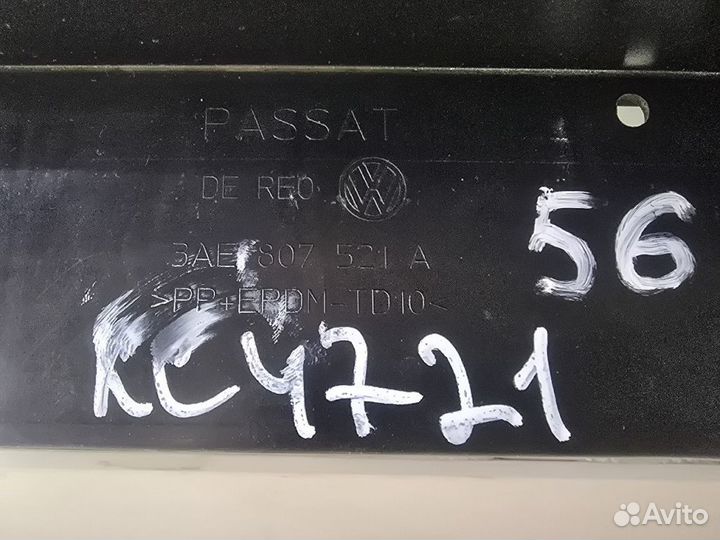 PASSAT
DE REO
56
3AE 807 521 A
>PP+EPDM-TD10<
KC4721
Avito